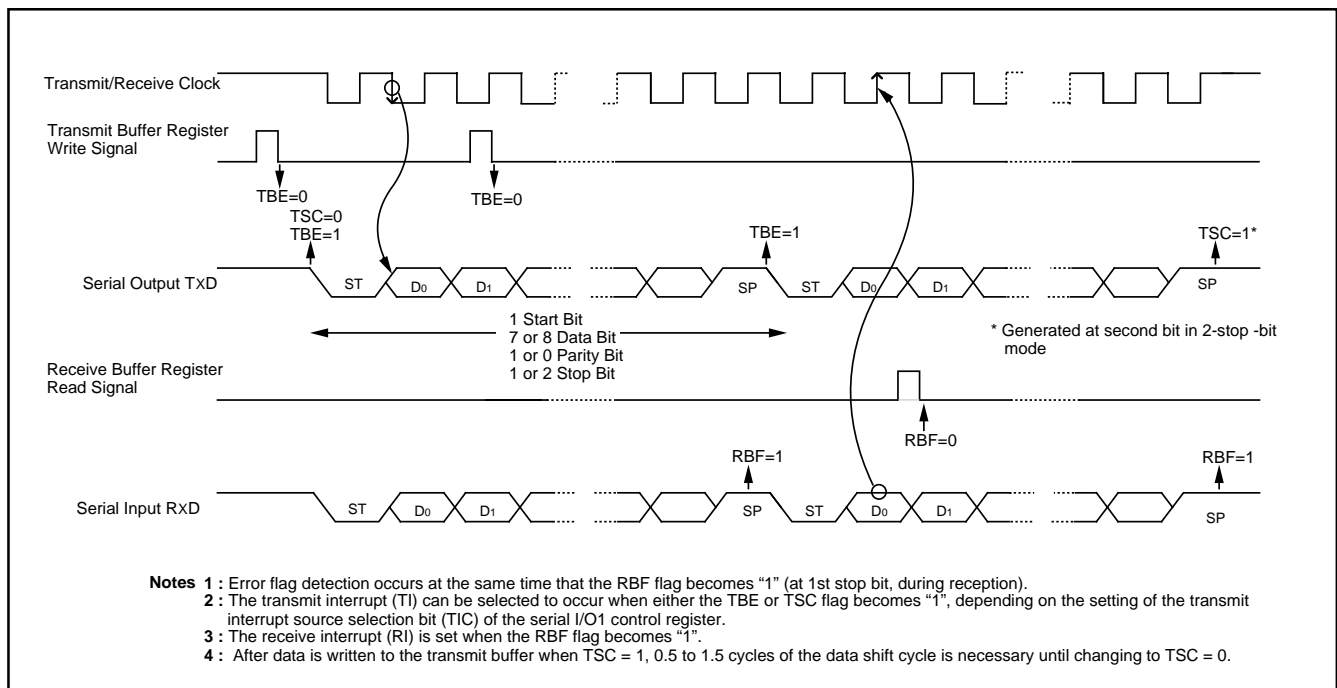 Transmit/Receive Clock
Transmit Buffer Register
Write Signal
TBE=0
TBE=0
TSC=0
TBE=1
TBE=1
TSC=1*
Serial Output TXD
ST
D0
D1
SP
ST
D0
D1
SP
1 Start Bit
7 or 8 Data Bit
1 or 0 Parity Bit
1 or 2 Stop Bit
* Generated at second bit in 2-stop -bit
mode
Receive Buffer Register
Read Signal
RBF=0
RBF=1
RBF=1
Serial Input RXD
ST
D0
D1
SP
ST
D0
D1
SP
Notes 1 : Error flag detection occurs at the same time that the RBF flag becomes “1” (at 1st stop bit, during reception).
2 : The transmit interrupt (TI) can be selected to occur when either the TBE or TSC flag becomes “1”, depending on the setting of the transmit
interrupt source selection bit (TIC) of the serial I/O1 control register.
3 : The receive interrupt (RI) is set when the RBF flag becomes “1”.
4 : After data is written to the transmit buffer when TSC = 1, 0.5 to 1.5 cycles of the data shift cycle is necessary until changing to TSC = 0.